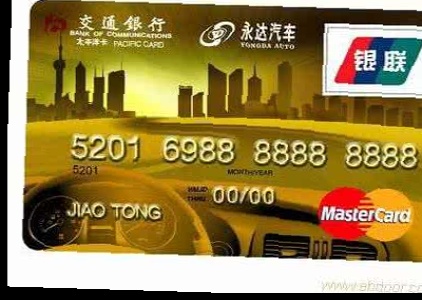 交通銀行
BANK OF COMMUNICATIONS
太平洋卡 PACIFIC CARD
永达汽车
YONGDA AUTO
银联
5201 6988 8888 8888
5201
MONTH/YEAR
VALID THRU 00/00
JIAO TONG
MasterCard